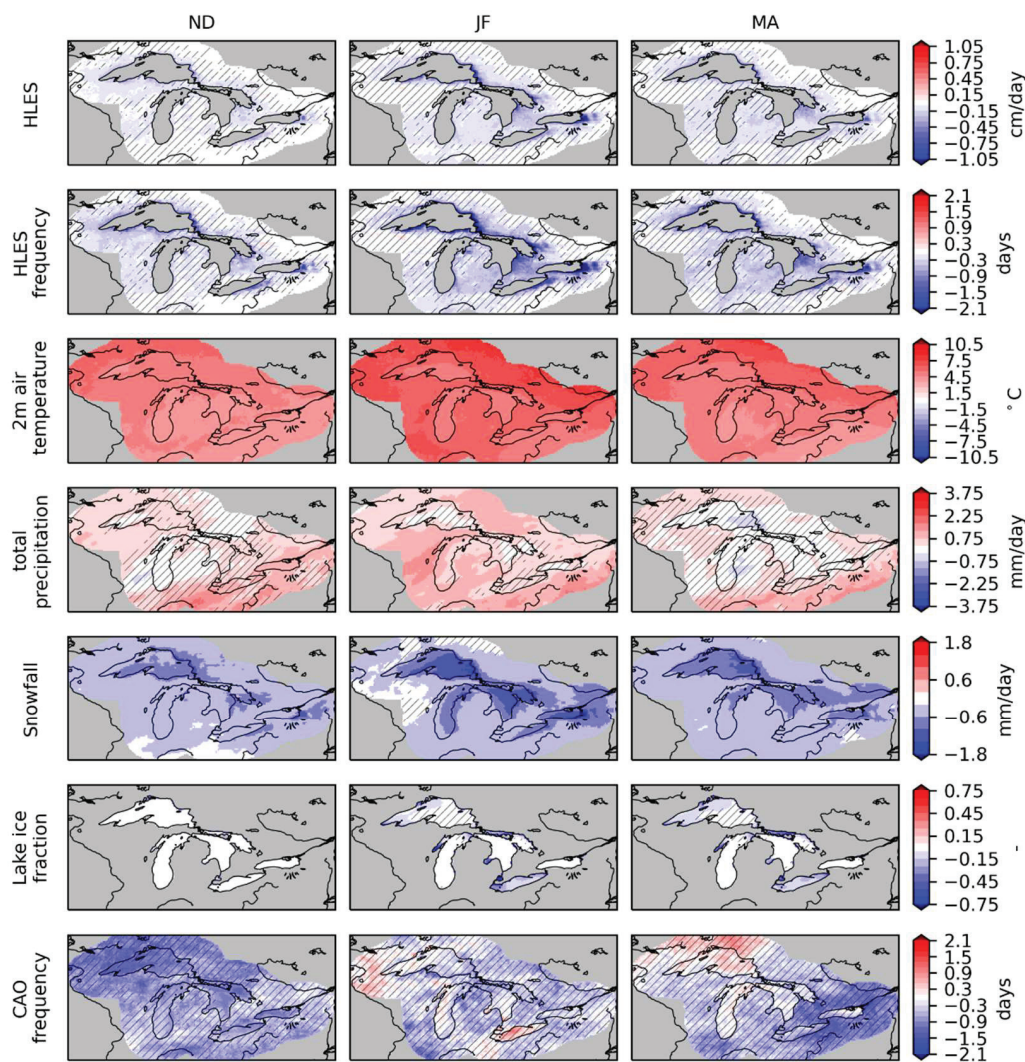 ND JF MA
HLES
1.05
0.75
0.45
0.15
−0.15
−0.45
−0.75
−1.05
cm/day
HLES
frequency
2.1
1.5
0.9
0.3
−0.3
−0.9
−1.5
−2.1
days
2m air
temperature
10.5
7.5
4.5
1.5
−1.5
−4.5
−7.5
−10.5
°C
total
precipitation
3.75
2.25
0.75
−0.75
−2.25
−3.75
mm/day
Snowfall
1.8
0.6
−0.6
−1.8
mm/day
Lake ice
fraction
0.75
0.45
0.15
−0.15
−0.45
−0.75
-
CAO
frequency
2.1
1.5
0.9
0.3
−0.3
−0.9
−1.5
−2.1
days